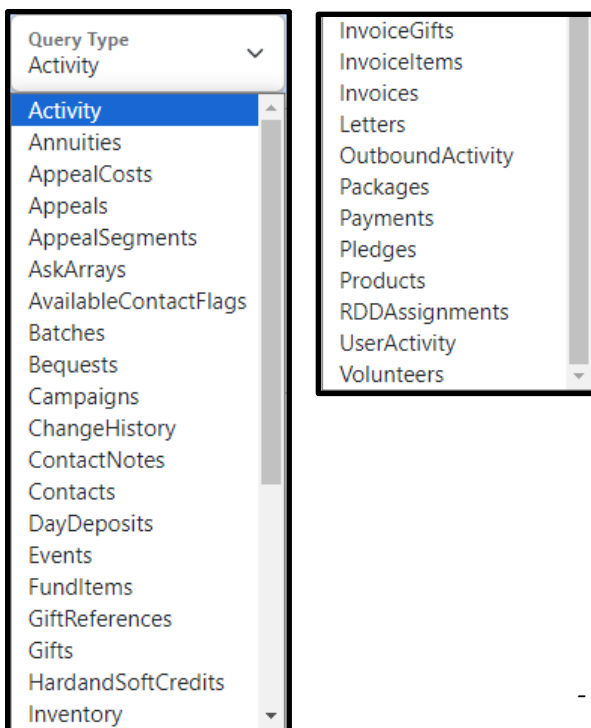 Query Type
Activity
Activity
Annuities
AppealCosts
Appeals
AppealSegments
AskArrays
AvailableContactFlags
Batches
Bequests
Campaigns
ChangeHistory
ContactNotes
Contacts
DayDeposits
Events
FundItems
GiftReferences
Gifts
HardandSoftCredits
Inventory
InvoiceGifts
InvoiceItems
Invoices
Letters
OutboundActivity
Packages
Payments
Pledges
Products
RDDAssignments
UserActivity
Volunteers
-